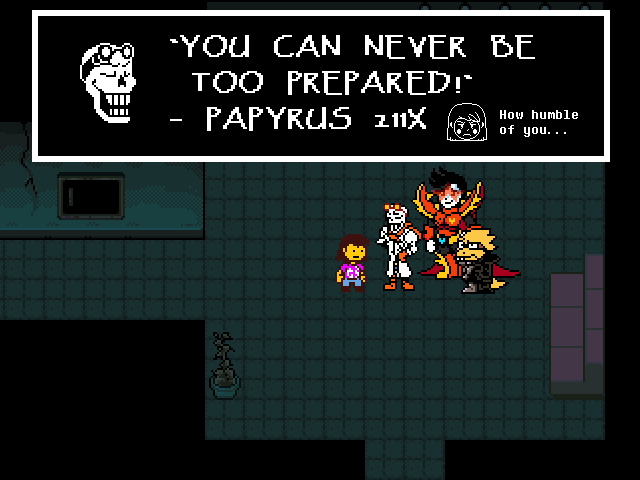 "YOU CAN NEVER BE
TOO PREPARED!"
- PAPYRUS 211X
How humble
of you...